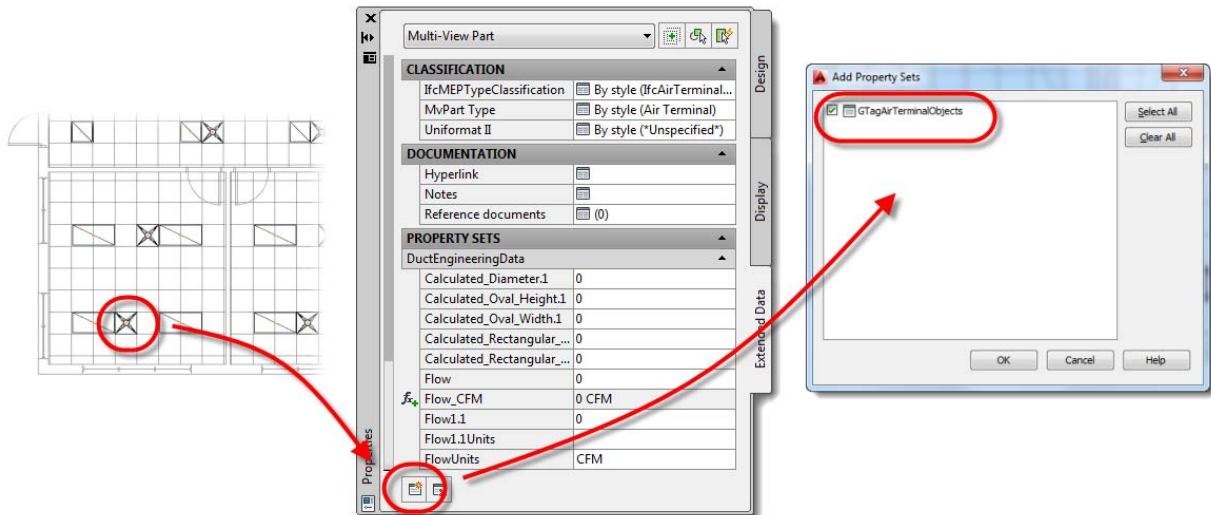 Multi-View Part
CLASSIFICATION
IfcMEPTypeClassification By style (IfcAirTerminal...
MvPart Type By style (Air Terminal)
Uniformat II By style (*Unspecified*)
DOCUMENTATION
Hyperlink
Notes
Reference documents (0)
PROPERTY SETS
DuctEngineeringData
Calculated_Diameter.1 0
Calculated_Oval_Height.1 0
Calculated_Oval_Width.1 0
Calculated_Rectangular_... 0
Calculated_Rectangular_... 0
Flow 0
Flow_CFM 0 CFM
Flow1.1 0
Flow1.1Units
FlowUnits CFM
Properties
Design
Display
Extended Data
Add Property Sets
GTagAirTerminalObjects
Select All
Clear All
OK Cancel Help